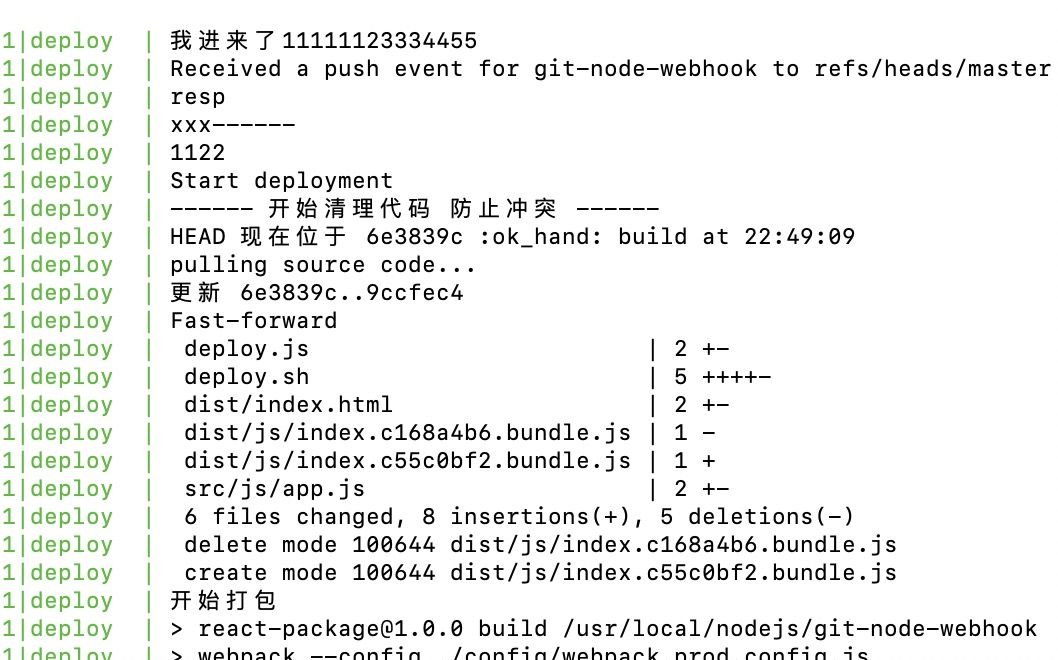 1|deploy  | 我进来了11111123334455
1|deploy  | Received a push event for git-node-webhook to refs/heads/master
1|deploy  | resp
1|deploy  | xxx------
1|deploy  | 1122
1|deploy  | Start deployment
1|deploy  | ------ 开始清理代码 防止冲突 ------
1|deploy  | HEAD 现在位于 6e3839c :ok_hand: build at 22:49:09
1|deploy  | pulling source code...
1|deploy  | 更新 6e3839c..9ccfec4
1|deploy  | Fast-forward
1|deploy  |  deploy.js                        | 2 +-
1|deploy  |  deploy.sh                        | 5 ++++-
1|deploy  |  dist/index.html                  | 2 +-
1|deploy  |  dist/js/index.c168a4b6.bundle.js | 1 -
1|deploy  |  dist/js/index.c55c0bf2.bundle.js | 1 +
1|deploy  |  src/js/app.js                    | 2 +-
1|deploy  |  6 files changed, 8 insertions(+), 5 deletions(-)
1|deploy  |  delete mode 100644 dist/js/index.c168a4b6.bundle.js
1|deploy  |  create mode 100644 dist/js/index.c55c0bf2.bundle.js
1|deploy  | 开始打包
1|deploy  | > react-package@1.0.0 build /usr/local/nodejs/git-node-webhook
1|deploy  | > webpack --config ./config/webpack.prod.config.js